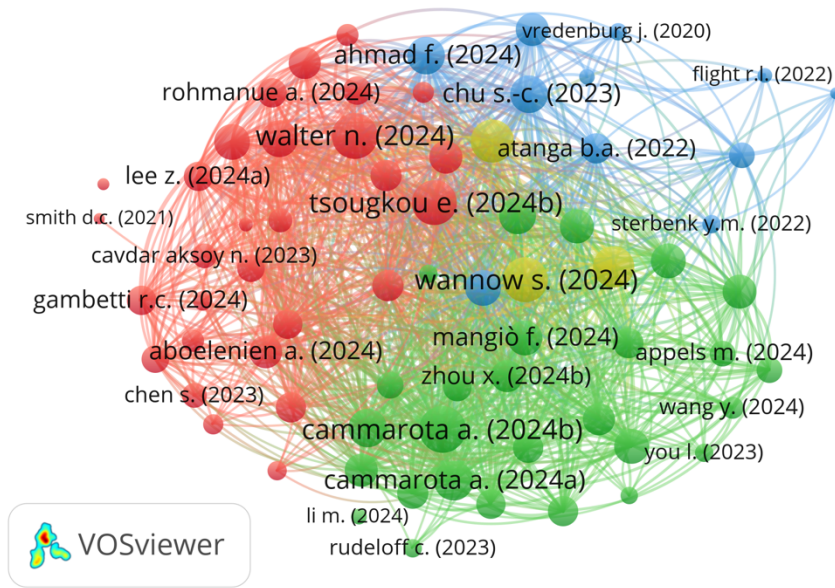 vredenburg j. (2020)
ahmad f. (2024)
flight r.l. (2022)
rohmanue a. (2024)
chu s.-c. (2023)
walter n. (2024)
atanga b.a. (2022)
lee z. (2024a)
tsougkou e. (2024b)
smith d.c. (2021)
sterbenk y.m. (2022)
cavdar aksoy n. (2023)
wannow s. (2024)
gambetti r.c. (2024)
mangiò f. (2024)
aboelenien a. (2024)
appels m. (2024)
zhou x. (2024b)
chen s. (2023)
wang y. (2024)
cammarota a. (2024b)
you l. (2023)
cammarota a. (2024a)
li m. (2024)
rudeloff c. (2023)
VOSviewer